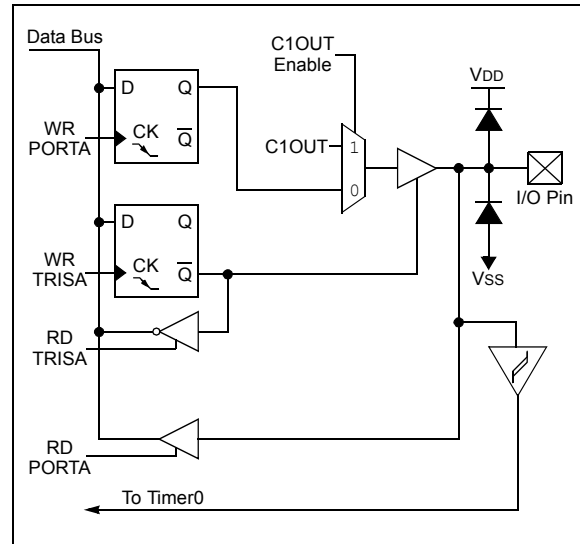 Data Bus
C1OUT
Enable
VDD
D Q
WR
PORTA
CK
Q
C1OUT
1
0
I/O Pin
D Q
WR
TRISA
CK
Q
VSS
RD
TRISA
RD
PORTA
To Timer0